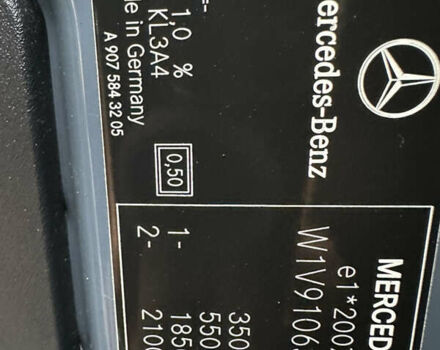 Mercedes-Benz
1,0 %
KL3A4
de in Germany
A 907 584 32 05
0,50
MERCED
e1*200
W1V9106
350
550
1- 185
2- 210